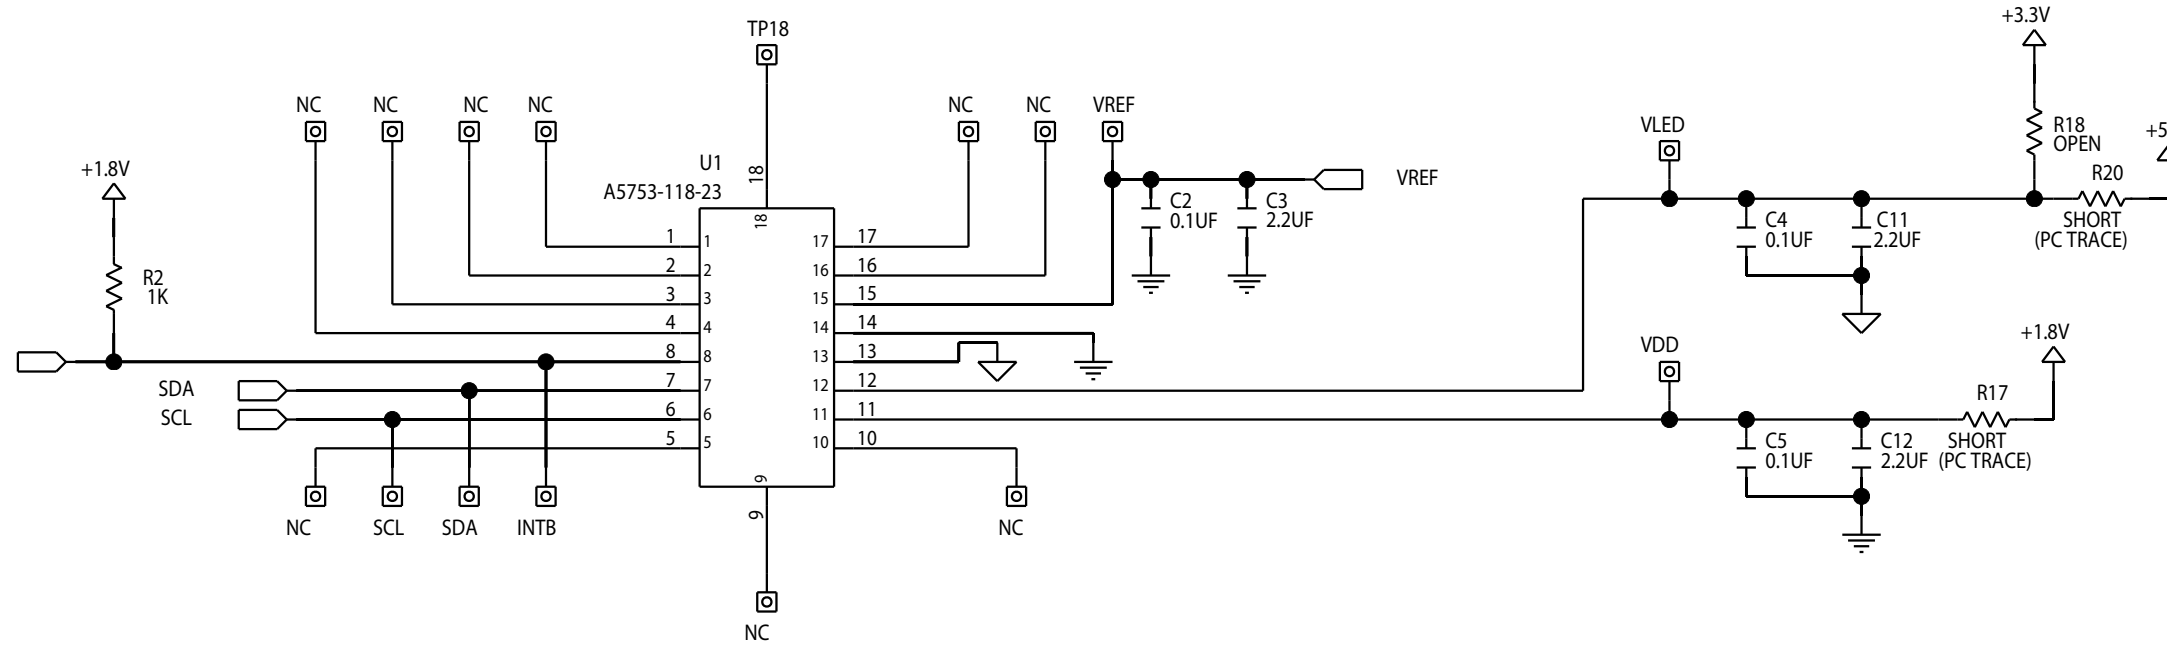 TP18
+3.3V
NC
NC
NC
NC
NC
NC
VREF
VLED
R18
OPEN
+5
+1.8V
U1
A5753-118-23
18
18
VREF
R20
SHORT
(PC TRACE)
C2
0.1UF
C3
2.2UF
C4
0.1UF
C11
2.2UF
R2
1K
1 1
2 2
3 3
4 4
8 8
7 7
6 6
5 5
17 17
16 16
15 15
14 14
13 13
12 12
11 11
10 10
9
9
SDA
SCL
VDD
+1.8V
R17
SHORT
(PC TRACE)
C5
0.1UF
C12
2.2UF
NC
SCL
SDA
INTB
NC
NC